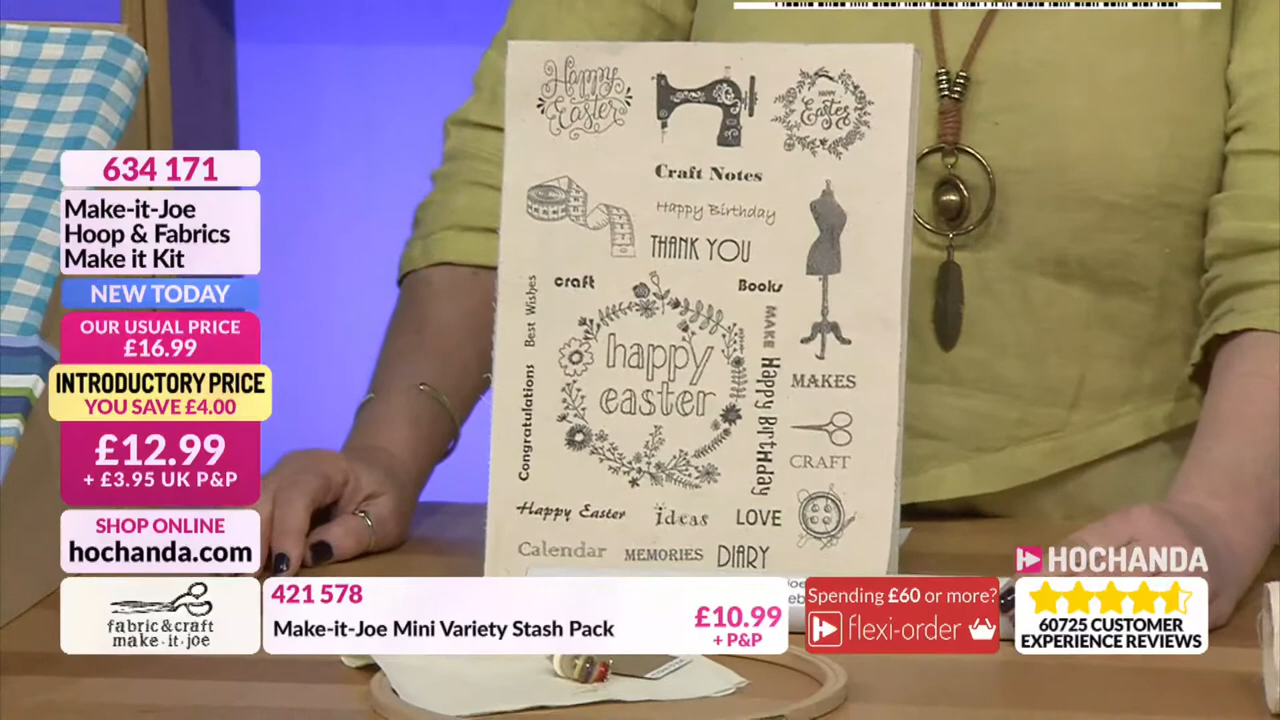 634 171
Make-it-Joe
Hoop & Fabrics
Make it Kit
NEW TODAY
OUR USUAL PRICE
£16.99
INTRODUCTORY PRICE
YOU SAVE £4.00
£12.99
+ £3.95 UK P&P
SHOP ONLINE
hochanda.com
fabric & craft
make·it·joe
421 578
Make-it-Joe Mini Variety Stash Pack
£10.99
+ P&P
Spending £60 or more?
flexi-order
HOCHANDA
60725 CUSTOMER
EXPERIENCE REVIEWS
Happy
Easter
HAPPY
Easter
Craft Notes
Happy Birthday
THANK YOU
craft
Books
Best Wishes
Congratulations
happy
easter
MAKE
Happy Birthday
MAKES
CRAFT
Happy Easter
ideas
LOVE
Calendar
MEMORIES
DIARY